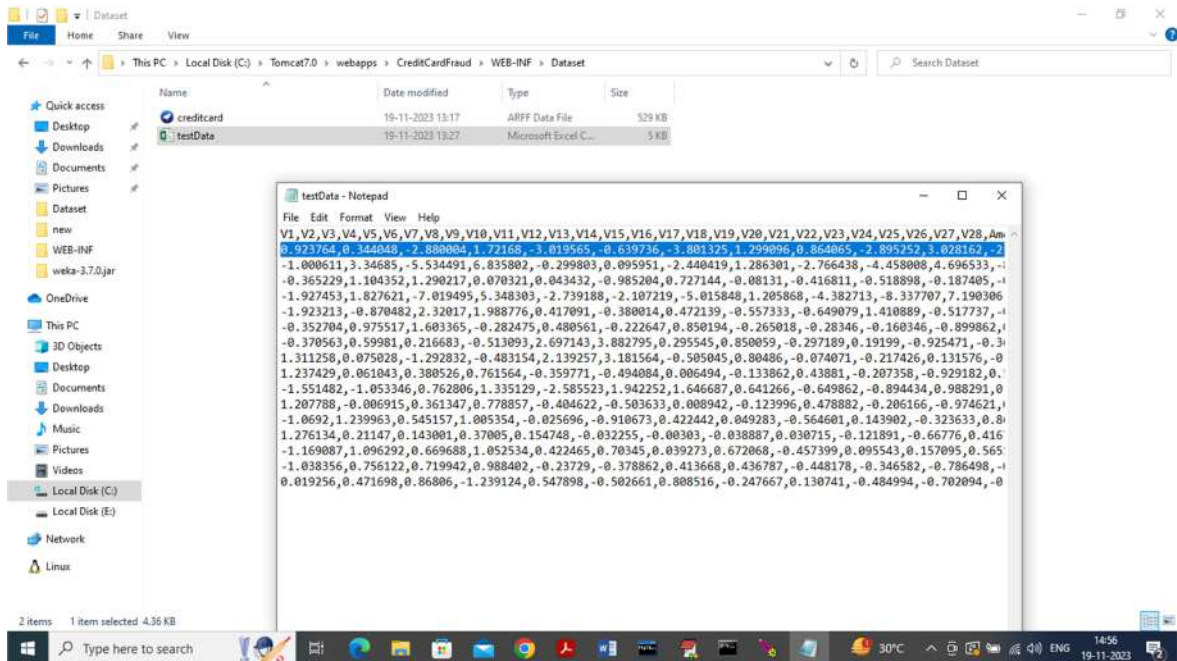 Dataset
File Home Share View
This PC > Local Disk (C:) > Tomcat7.0 > webapps > CreditCardFraud > WEB-INF > Dataset
Search Dataset
Name Date modified Type Size
creditcard 19-11-2023 13:17 ARFF Data File 529 KB
testData 19-11-2023 13:27 Microsoft Excel C... 5 KB
Quick access
Desktop
Downloads
Documents
Pictures
Dataset
new
WEB-INF
weka-3.7.0.jar
OneDrive
This PC
3D Objects
Desktop
Documents
Downloads
Music
Pictures
Videos
Local Disk (C:)
Local Disk (E:)
Network
Linux
testData - Notepad
File Edit Format View Help
V1,V2,V3,V4,V5,V6,V7,V8,V9,V10,V11,V12,V13,V14,V15,V16,V17,V18,V19,V20,V21,V22,V23,V24,V25,V26,V27,V28,Am
0.923764,0.344048,-2.880004,1.72168,-3.019565,-0.639736,-3.801325,1.299096,0.864065,-2.895252,3.028162,-2
-1.000611,3.34685,-5.534491,6.835802,-0.299803,0.095951,-2.440419,1.286301,-2.766438,-4.458008,4.696533,-
-0.365229,1.104352,1.290217,0.070321,0.043432,-0.985204,0.727144,-0.08131,-0.416811,-0.518898,-0.187405,-
-1.927453,1.827621,-7.019495,5.348303,-2.739188,-2.107219,-5.015848,1.205868,-4.382713,-8.337707,7.190306
-1.923213,-0.870482,2.32017,1.988776,0.417091,-0.380014,0.472139,-0.557333,-0.649079,1.410889,-0.517737,-
-0.352704,0.975517,1.603365,-0.282475,0.480561,-0.222647,0.850194,-0.265018,-0.28346,-0.160346,-0.899862,
-0.370563,0.59981,0.216683,-0.513093,2.697143,3.882795,0.295545,0.850059,-0.297189,0.19199,-0.925471,-0.3
1.311258,0.075028,-1.292832,-0.483154,2.139257,3.181564,-0.505045,0.80486,-0.074071,-0.217426,0.131576,-0
1.237429,0.061043,0.380526,0.761564,-0.359771,-0.494084,0.006494,-0.133862,0.43881,-0.207358,-0.929182,0.
-1.551482,-1.053346,0.762806,1.335129,-2.585523,1.942252,1.646687,0.641266,-0.649862,-0.894434,0.988291,0
1.207788,-0.006915,0.361347,0.778857,-0.404622,-0.503633,0.008942,-0.123996,0.478882,-0.206166,-0.974621,
-1.0692,1.239963,0.545157,1.005354,-0.025696,-0.910673,0.422442,0.049283,-0.564601,0.143902,-0.323633,0.8
1.276134,0.21147,0.143001,0.37005,0.154748,-0.032255,-0.00303,-0.038887,0.030715,-0.121891,-0.66776,0.416
-1.169087,1.096292,0.669688,1.052534,0.422465,0.70345,0.039273,0.672068,-0.457399,0.095543,0.157095,0.565
-1.038356,0.756122,0.719942,0.988402,-0.23729,-0.378862,0.413668,0.436787,-0.448178,-0.346582,-0.786498,-
0.019256,0.471698,0.86806,-1.239124,0.547898,-0.502661,0.808516,-0.247667,0.130741,-0.484994,-0.702094,-0
2 items 1 item selected 4.36 KB
Type here to search
30°C ENG 14:56
19-11-2023